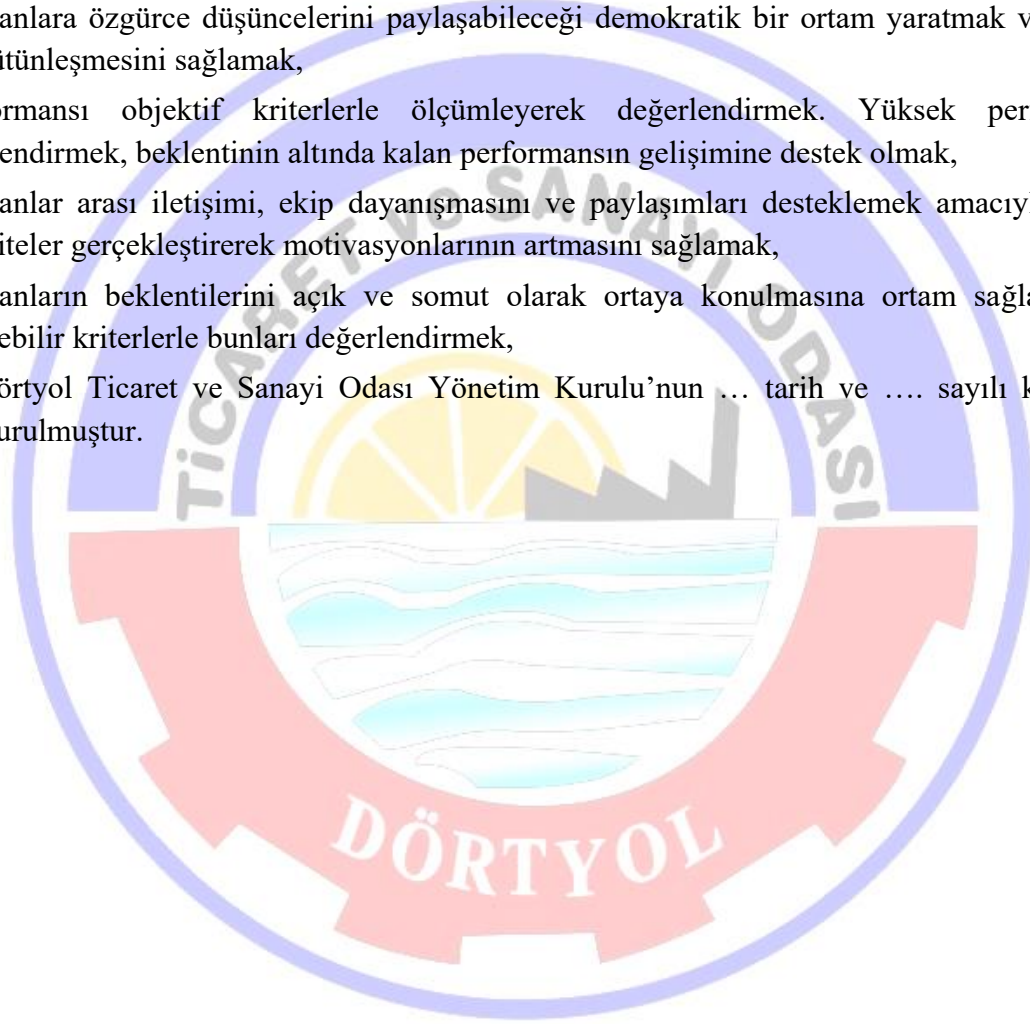 anlara özgürce düşüncelerini paylaşabileceği demokratik bir ortam yaratmak v
ütünleşmesini sağlamak,
ormansı objektif kriterlerle ölçümleyerek değerlendirmek. Yüksek per
lendirmek, beklentinin altında kalan performansın gelişimine destek olmak,
anlar arası iletişimi, ekip dayanışmasını ve paylaşımları desteklemek amacıyl
iteler gerçekleştirerek motivasyonlarının artmasını sağlamak,
anların beklentilerini açık ve somut olarak ortaya konulmasına ortam sağla
ebilir kriterlerle bunları değerlendirmek,
örtyol Ticaret ve Sanayi Odası Yönetim Kurulu’nun … tarih ve …. sayılı k
urulmuştur.
TiCARET ve SANAYi ODASI
DÖRTYOL